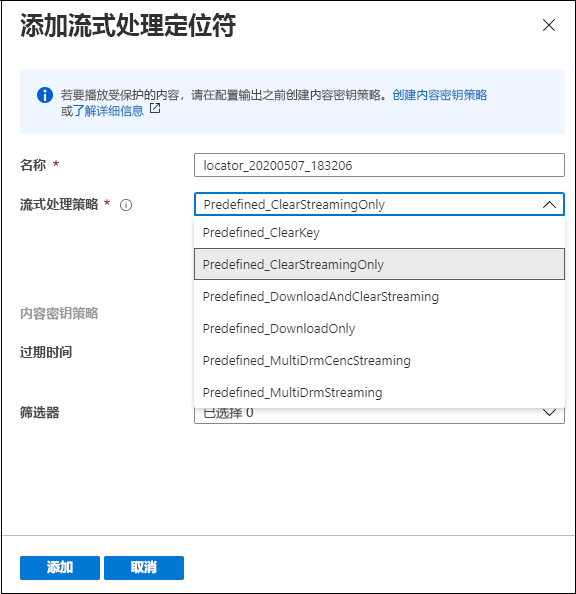 添加流式处理定位符
若要播放受保护的内容，请在配置输出之前创建内容密钥策略。创建内容密钥策略
或了解详细信息
名称 *
locator_20200507_183206
流式处理策略 *
Predefined_ClearStreamingOnly
Predefined_ClearKey
Predefined_ClearStreamingOnly
Predefined_DownloadAndClearStreaming
Predefined_DownloadOnly
Predefined_MultiDrmCencStreaming
Predefined_MultiDrmStreaming
内容密钥策略
过期时间
筛选器
已选择 0
添加
取消